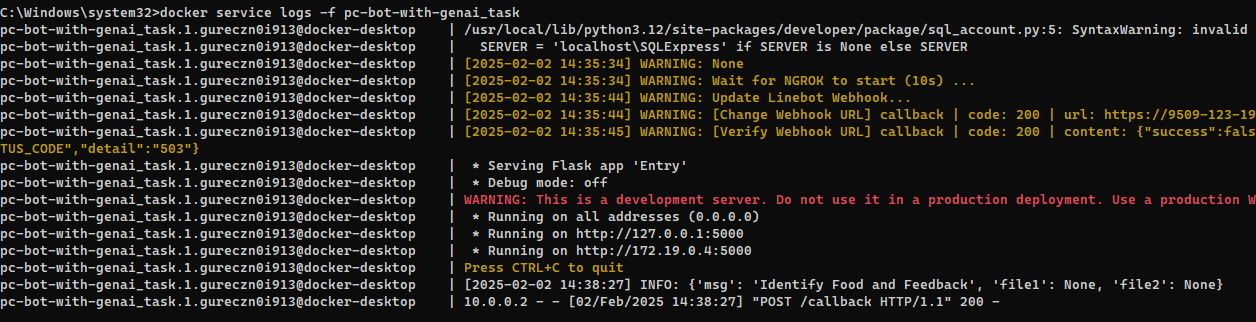 C:\Windows\system32>docker service logs -f pc-bot-with-genai_task
pc-bot-with-genai_task.1.gureczn0i913@docker-desktop    | /usr/local/lib/python3.12/site-packages/developer/package/sql_account.py:5: SyntaxWarning: invalid
pc-bot-with-genai_task.1.gureczn0i913@docker-desktop    |   SERVER = 'localhost\SQLExpress' if SERVER is None else SERVER
pc-bot-with-genai_task.1.gureczn0i913@docker-desktop    | [2025-02-02 14:35:34] WARNING: None
pc-bot-with-genai_task.1.gureczn0i913@docker-desktop    | [2025-02-02 14:35:34] WARNING: Wait for NGROK to start (10s) ...
pc-bot-with-genai_task.1.gureczn0i913@docker-desktop    | [2025-02-02 14:35:44] WARNING: Update Linebot Webhook...
pc-bot-with-genai_task.1.gureczn0i913@docker-desktop    | [2025-02-02 14:35:44] WARNING: [Change Webhook URL] callback | code: 200 | url: https://9509-123-19
pc-bot-with-genai_task.1.gureczn0i913@docker-desktop    | [2025-02-02 14:35:45] WARNING: [Verify Webhook URL] callback | code: 200 | content: {"success":fals
TUS_CODE","detail":"503"}
pc-bot-with-genai_task.1.gureczn0i913@docker-desktop    |  * Serving Flask app 'Entry'
pc-bot-with-genai_task.1.gureczn0i913@docker-desktop    |  * Debug mode: off
pc-bot-with-genai_task.1.gureczn0i913@docker-desktop    | WARNING: This is a development server. Do not use it in a production deployment. Use a production W
pc-bot-with-genai_task.1.gureczn0i913@docker-desktop    |  * Running on all addresses (0.0.0.0)
pc-bot-with-genai_task.1.gureczn0i913@docker-desktop    |  * Running on http://127.0.0.1:5000
pc-bot-with-genai_task.1.gureczn0i913@docker-desktop    |  * Running on http://172.19.0.4:5000
pc-bot-with-genai_task.1.gureczn0i913@docker-desktop    | Press CTRL+C to quit
pc-bot-with-genai_task.1.gureczn0i913@docker-desktop    | [2025-02-02 14:38:27] INFO: {'msg': 'Identify Food and Feedback', 'file1': None, 'file2': None}
pc-bot-with-genai_task.1.gureczn0i913@docker-desktop    | 10.0.0.2 - - [02/Feb/2025 14:38:27] "POST /callback HTTP/1.1" 200 -